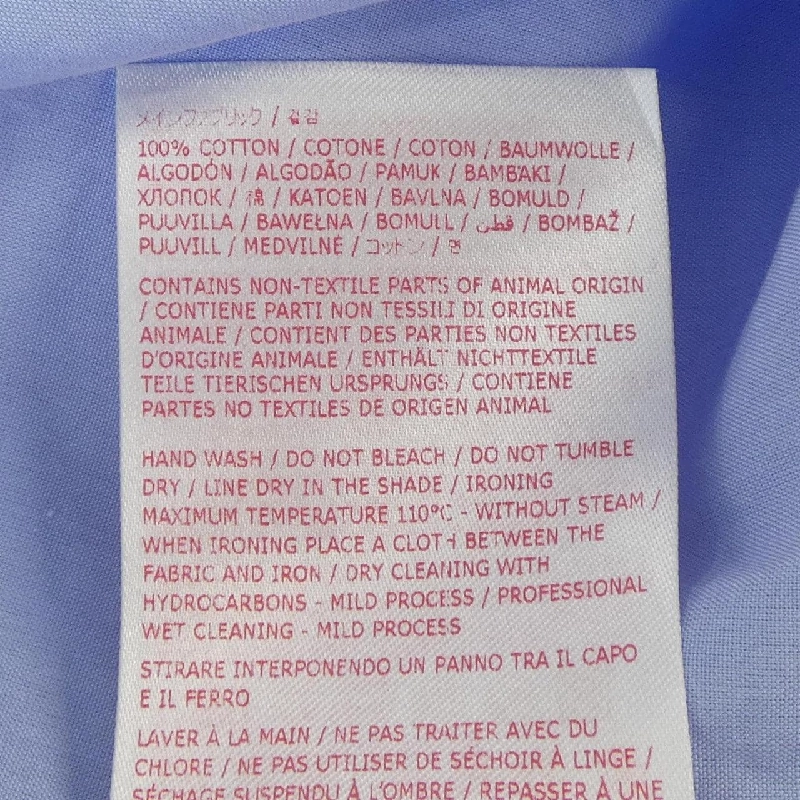 メインファブリック / 겉감
100% COTTON / COTONE / COTON / BAUMWOLLE /
ALGODÓN / ALGODÃO / PAMUK / BAMBAKI /
ХЛОПОК / 棉 / KATOEN / BAVLNA / BOMULD /
PUUVILLA / BAWEŁNA / BOMULL / قطن / BOMBAŽ /
PUUVILL / MEDVILNĖ / コットン / 면
CONTAINS NON-TEXTILE PARTS OF ANIMAL ORIGIN
/ CONTIENE PARTI NON TESSILI DI ORIGINE
ANIMALE / CONTIENT DES PARTIES NON TEXTILES
D'ORIGINE ANIMALE / ENTHÄLT NICHTTEXTILE
TEILE TIERISCHEN URSPRUNGS / CONTIENE
PARTES NO TEXTILES DE ORIGEN ANIMAL
HAND WASH / DO NOT BLEACH / DO NOT TUMBLE
DRY / LINE DRY IN THE SHADE / IRONING
MAXIMUM TEMPERATURE 110°C - WITHOUT STEAM /
WHEN IRONING PLACE A CLOTH BETWEEN THE
FABRIC AND IRON / DRY CLEANING WITH
HYDROCARBONS - MILD PROCESS / PROFESSIONAL
WET CLEANING - MILD PROCESS
STIRARE INTERPONENDO UN PANNO TRA IL CAPO
E IL FERRO
LAVER À LA MAIN / NE PAS TRAITER AVEC DU
CHLORE / NE PAS UTILISER DE SÉCHOIR À LINGE /
SÉCHAGE SUSPENDU À L'OMBRE / REPASSER À UNE